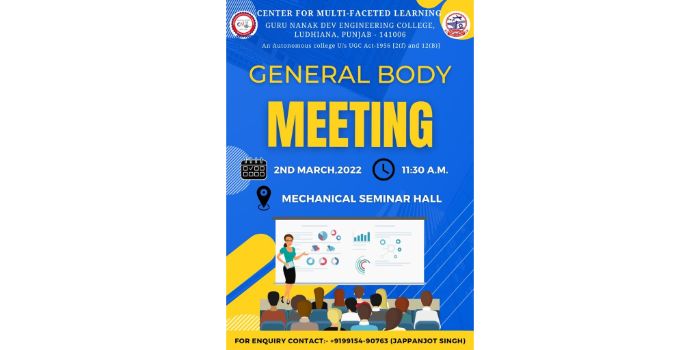 CENTER FOR MULTI-FACETED LEARNING
GURU NANAK DEV ENGINEERING COLLEGE,
LUDHIANA, PUNJAB - 141006
An Autonomous college U/s UGC Act-1956 [2(f) and 12(B)]
GENERAL BODY
MEETING
2ND MARCH,2022
11:30 A.M.
MECHANICAL SEMINAR HALL
FOR ENQUIRY CONTACT:- +9199154-90763 (JAPPANJOT SINGH)